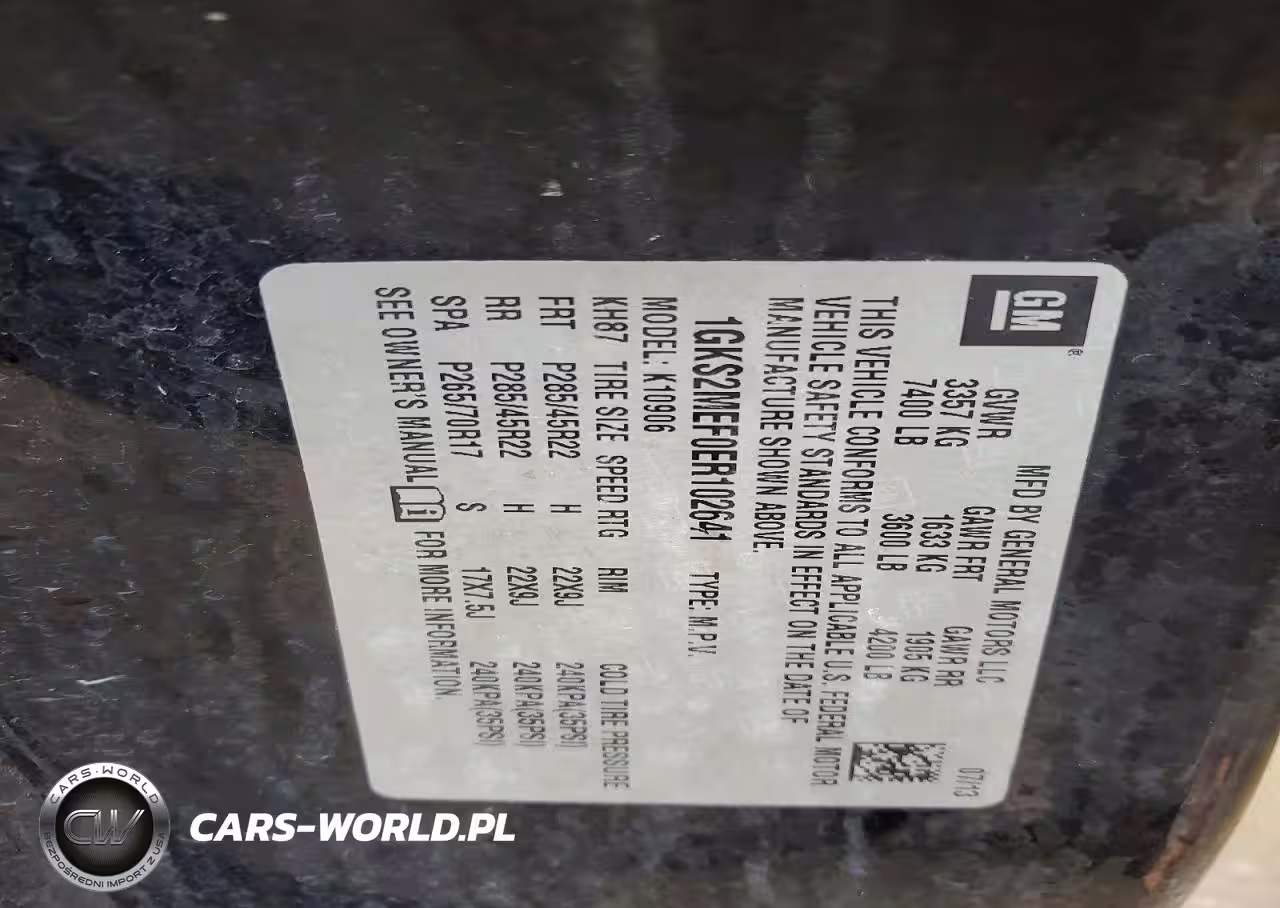 GM®
MFD BY GENERAL MOTORS LLC
07/13
GVWR GAWR FRT GAWR RR
3357 KG 1633 KG 1905 KG
7400 LB 3600 LB 4200 LB
THIS VEHICLE CONFORMS TO ALL APPLICABLE U.S. FEDERAL MOTOR
VEHICLE SAFETY STANDARDS IN EFFECT ON THE DATE OF
MANUFACTURE SHOWN ABOVE.
1GKS2MEF0ER102641 TYPE: M.P.V.
MODEL: K10906
KH87 TIRE SIZE SPEED RTG RIM COLD TIRE PRESSURE
FRT P285/45R22 H 22X9J 240KPA(35PSI)
RR P285/45R22 H 22X9J 240KPA(35PSI)
SPA P265/70R17 S 17X7.5J 240KPA(35PSI)
SEE OWNER'S MANUAL FOR MORE INFORMATION
CARS-WORLD
CW
BEZPOŚREDNI IMPORT Z USA
CARS-WORLD.PL